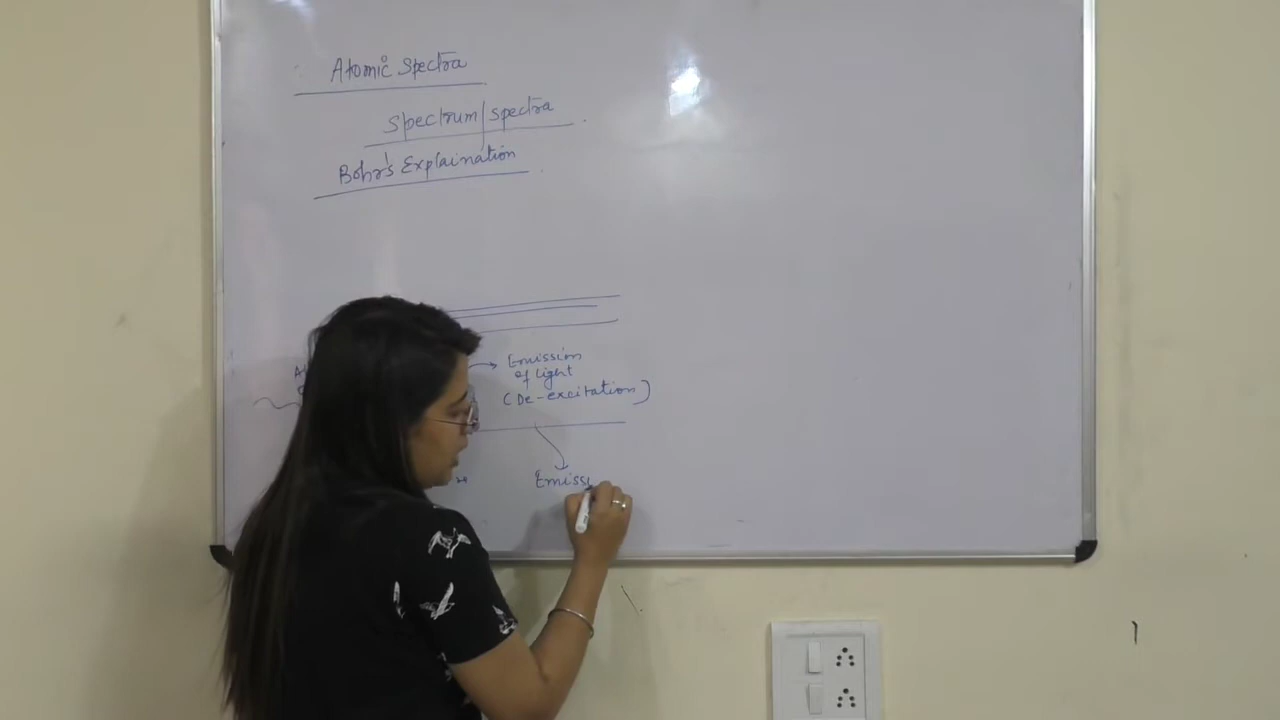 Atomic Spectra
Spectrum/spectra
Bohr's Explaination
Emission
of Light
(De-excitation)
Emissi